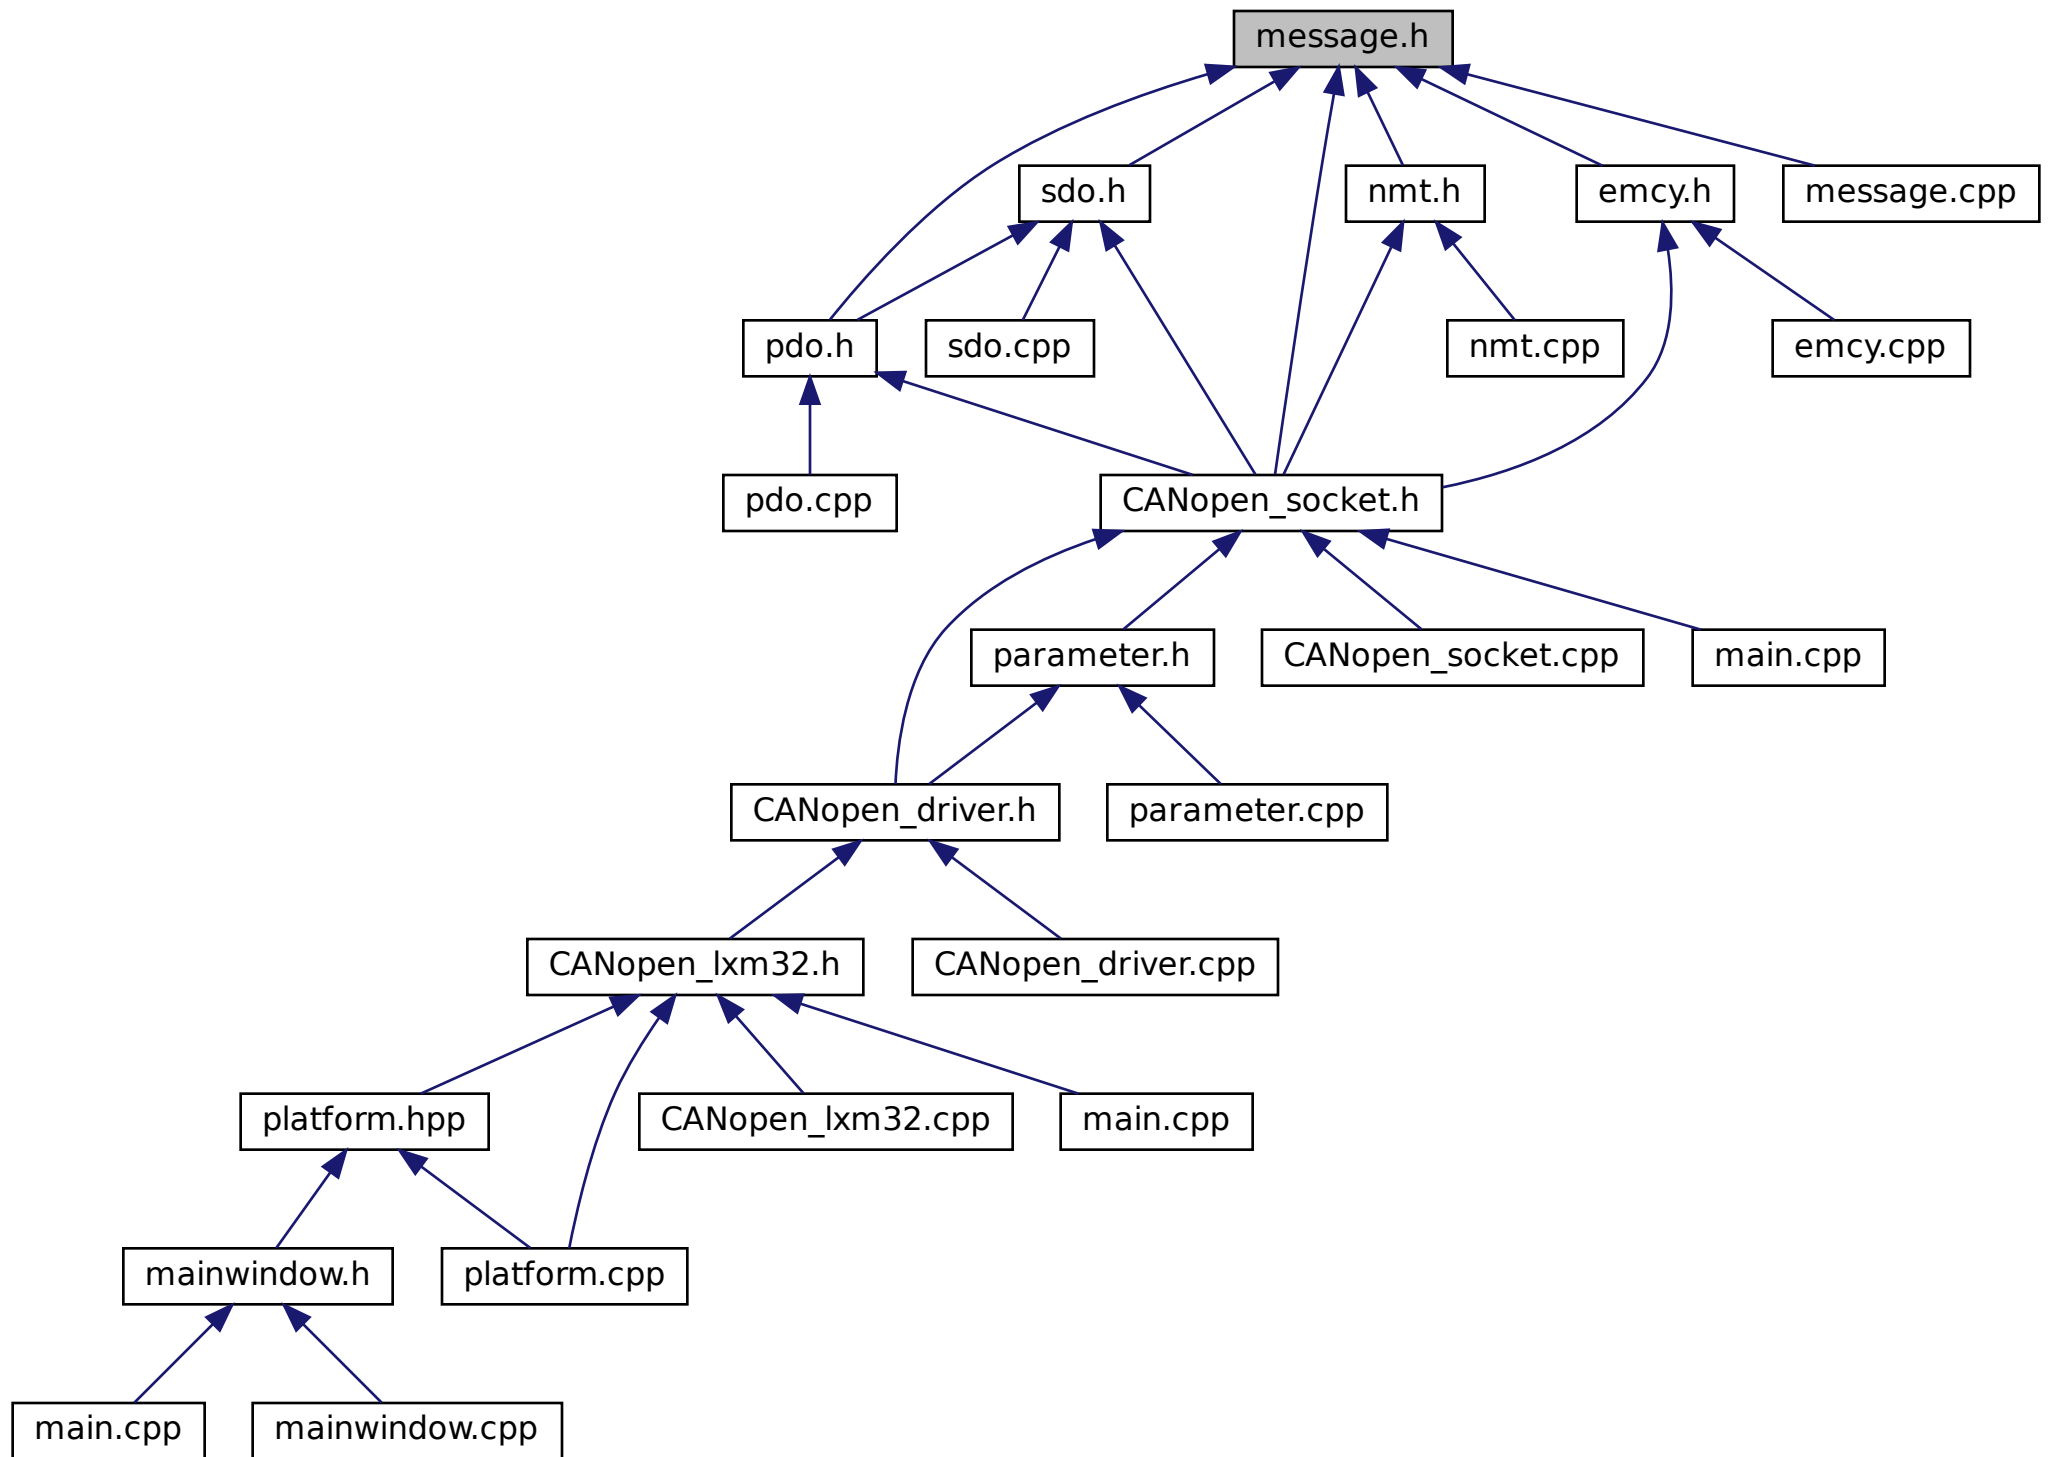 message.h
sdo.h
nmt.h
emcy.h
message.cpp
pdo.h
sdo.cpp
nmt.cpp
emcy.cpp
pdo.cpp
CANopen_socket.h
parameter.h
CANopen_socket.cpp
main.cpp
CANopen_driver.h
parameter.cpp
CANopen_lxm32.h
CANopen_driver.cpp
platform.hpp
CANopen_lxm32.cpp
main.cpp
mainwindow.h
platform.cpp
main.cpp
mainwindow.cpp